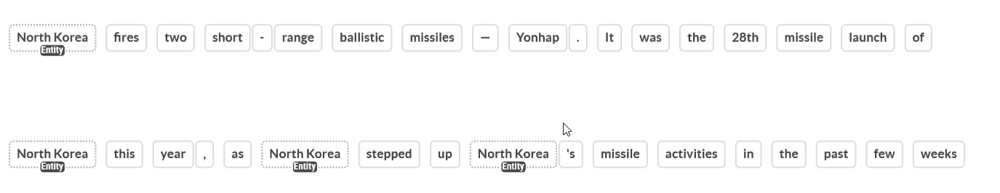 North Korea fires two short - range ballistic missiles — Yonhap . It was the 28th missile launch of
Entity
North Korea this year , as North Korea stepped up North Korea 's missile activities in the past few weeks
Entity Entity Entity